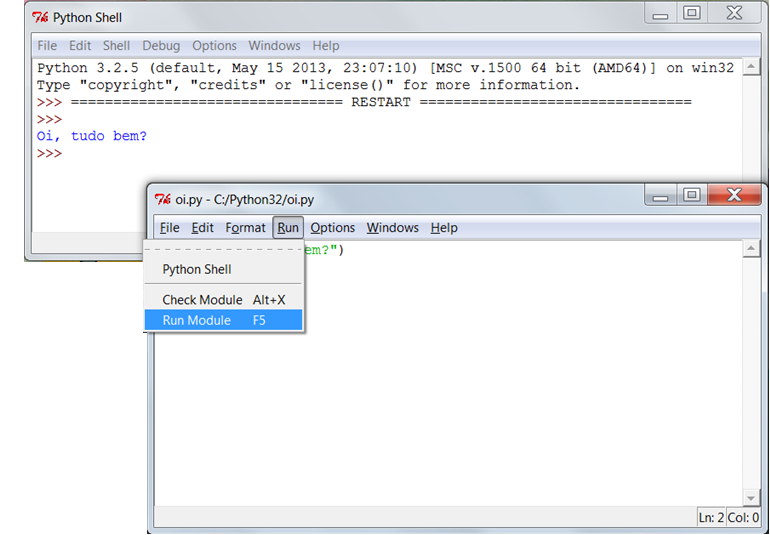 Python Shell
File Edit Shell Debug Options Windows Help
Python 3.2.5 (default, May 15 2013, 23:07:10) [MSC v.1500 64 bit (AMD64)] on win32
Type "copyright", "credits" or "license()" for more information.
>>> ================================ RESTART ================================
>>>
Oi, tudo bem?
>>>
oi.py - C:/Python32/oi.py
File Edit Format Run Options Windows Help
em?")
Python Shell
Check Module Alt+X
Run Module F5
Ln: 2 Col: 0